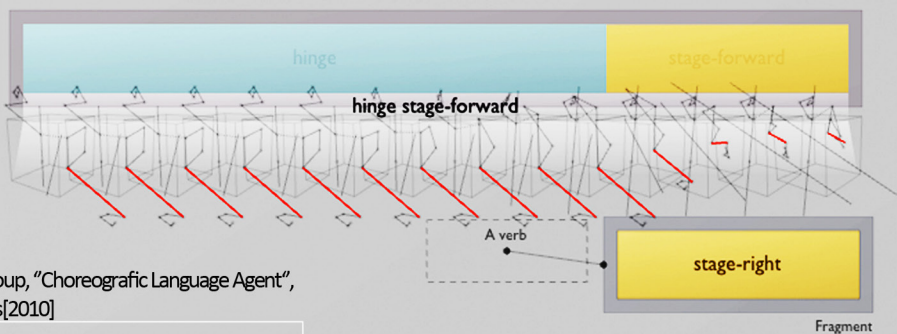 hinge
stage-forward
hinge stage-forward
A verb
stage-right
oup, "Choreografic Language Agent",
s[2010]
Fragment